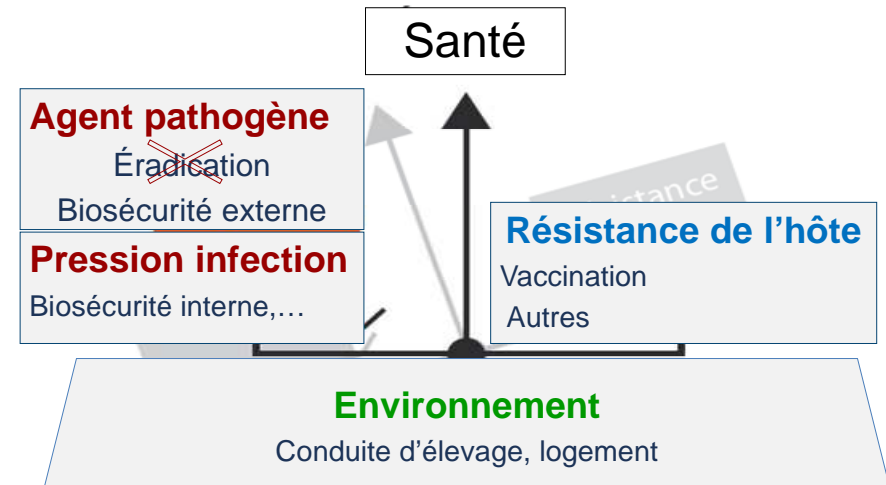 Santé
Agent pathogène
Éradication
Biosécurité externe
Pression infection
Biosécurité interne,…
Résistance de l’hôte
Vaccination
Autres
Environnement
Conduite d’élevage, logement